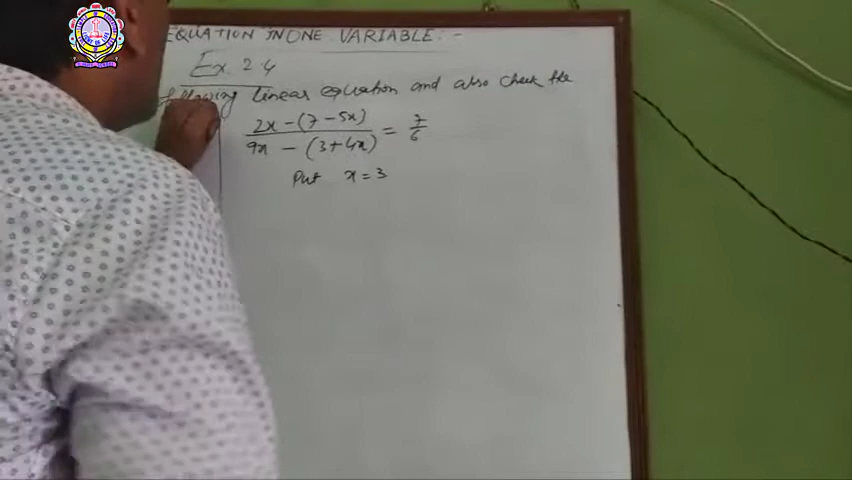 EQUATION IN ONE VARIABLE :-
Ex. 2.4
following linear equation and also check the
2x - (7 - 5x) / 9x - (3 + 4x) = 7/6
Put x = 3